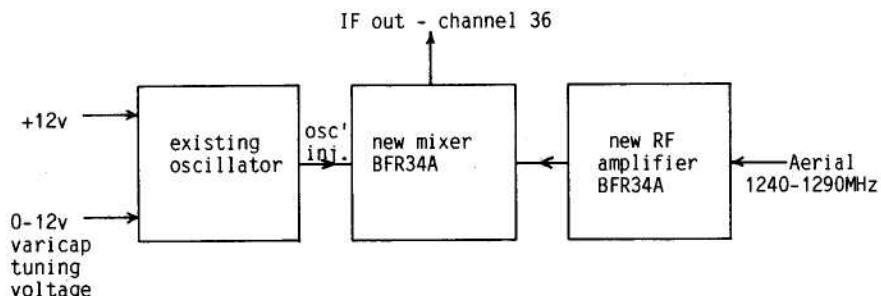 IF out - channel 36
+12v
existing
oscillator
osc'
inj.
new mixer
BFR34A
new RF
amplifier
BFR34A
Aerial
1240-1290MHz
0-12v
varicap
tuning
voltage